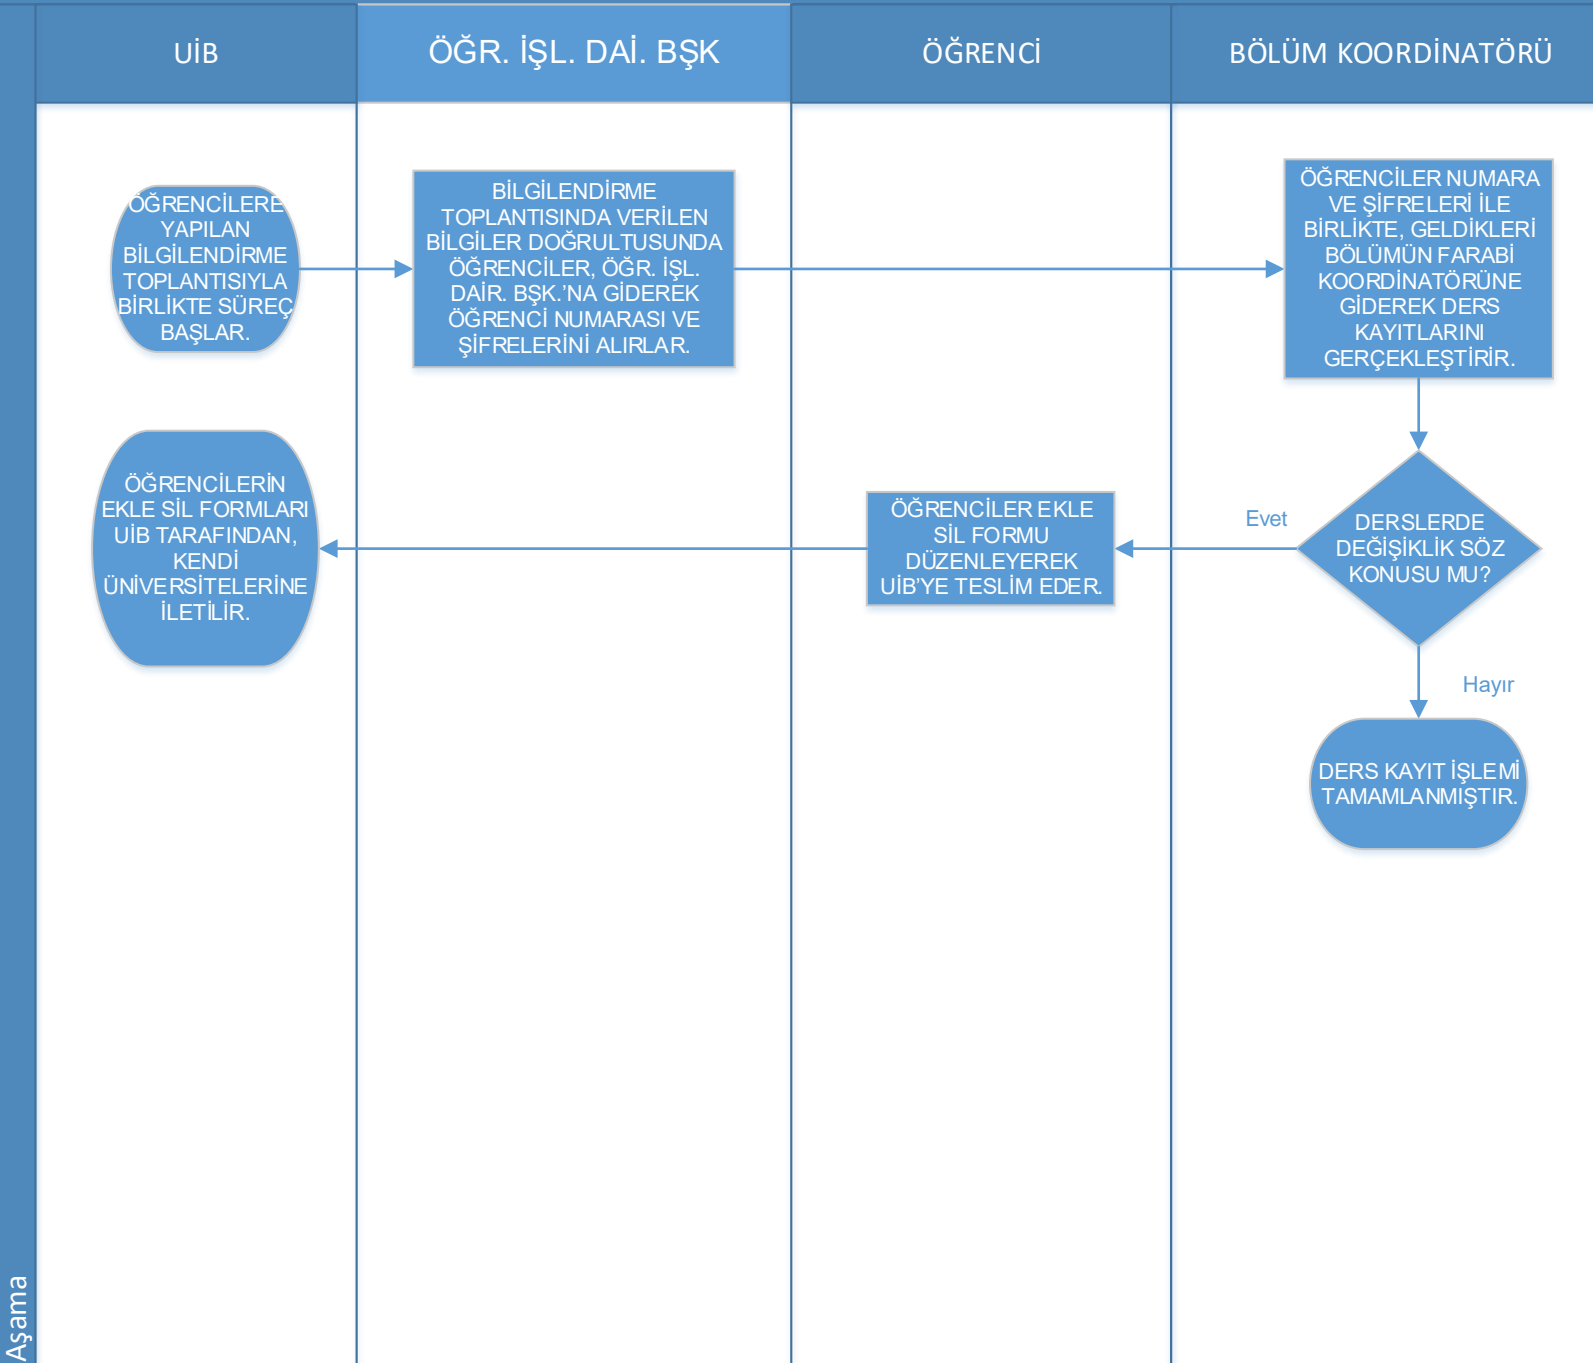 UİB
ÖĞR. İŞL. DAİ. BŞK
ÖĞRENCİ
BÖLÜM KOORDİNATÖRÜ
ÖĞRENCİLERE
YAPILAN
BİLGİLENDİRME
TOPLANTISIYLA
BİRLİKTE SÜREÇ
BAŞLAR.
BİLGİLENDİRME
TOPLANTISINDA VERİLEN
BİLGİLER DOĞRULTUSUNDA
ÖĞRENCİLER, ÖĞR. İŞL.
DAİR. BŞK.’NA GİDEREK
ÖĞRENCİ NUMARASI VE
ŞİFRELERİNİ ALIRLAR.
ÖĞRENCİLER NUMARA
VE ŞİFRELERİ İLE
BİRLİKTE, GELDİKLERİ
BÖLÜMÜN FARABİ
KOORDİNATÖRÜNE
GİDEREK DERS
KAYITLARINI
GERÇEKLEŞTİRİR.
DERSLERDE
DEĞİŞİKLİK SÖZ
KONUSU MU?
Evet
ÖĞRENCİLER EKLE
SİL FORMU
DÜZENLEYEREK
UİB’YE TESLİM EDER.
ÖĞRENCİLERİN
EKLE SİL FORMLARI
UİB TARAFINDAN,
KENDİ
ÜNİVERSİTELERİNE
İLETİLİR.
Hayır
DERS KAYIT İŞLEMİ
TAMAMLANMIŞTIR.
Aşama